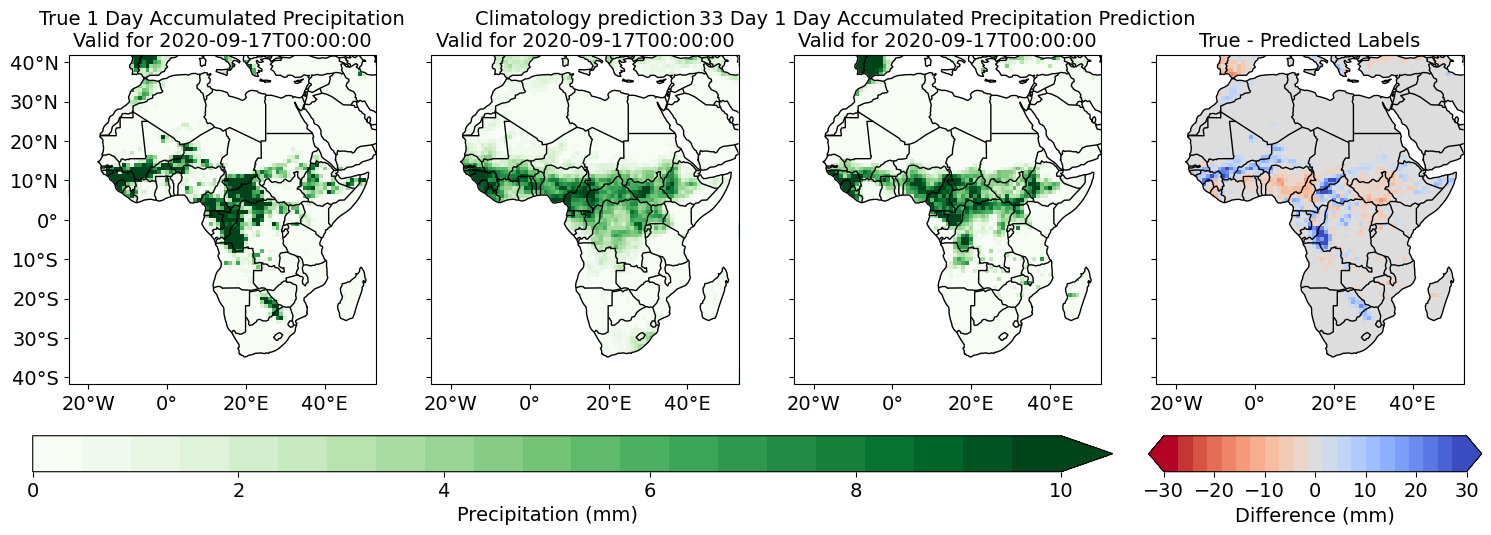 True 1 Day Accumulated Precipitation
Valid for 2020-09-17T00:00:00
Climatology prediction
Valid for 2020-09-17T00:00:00
33 Day 1 Day Accumulated Precipitation Prediction
Valid for 2020-09-17T00:00:00
True - Predicted Labels
40°N
30°N
20°N
10°N
0°
10°S
20°S
30°S
40°S
20°W 0° 20°E 40°E
20°W 0° 20°E 40°E
20°W 0° 20°E 40°E
20°W 0° 20°E 40°E
0 2 4 6 8 10
Precipitation (mm)
−30 −20 −10 0 10 20 30
Difference (mm)